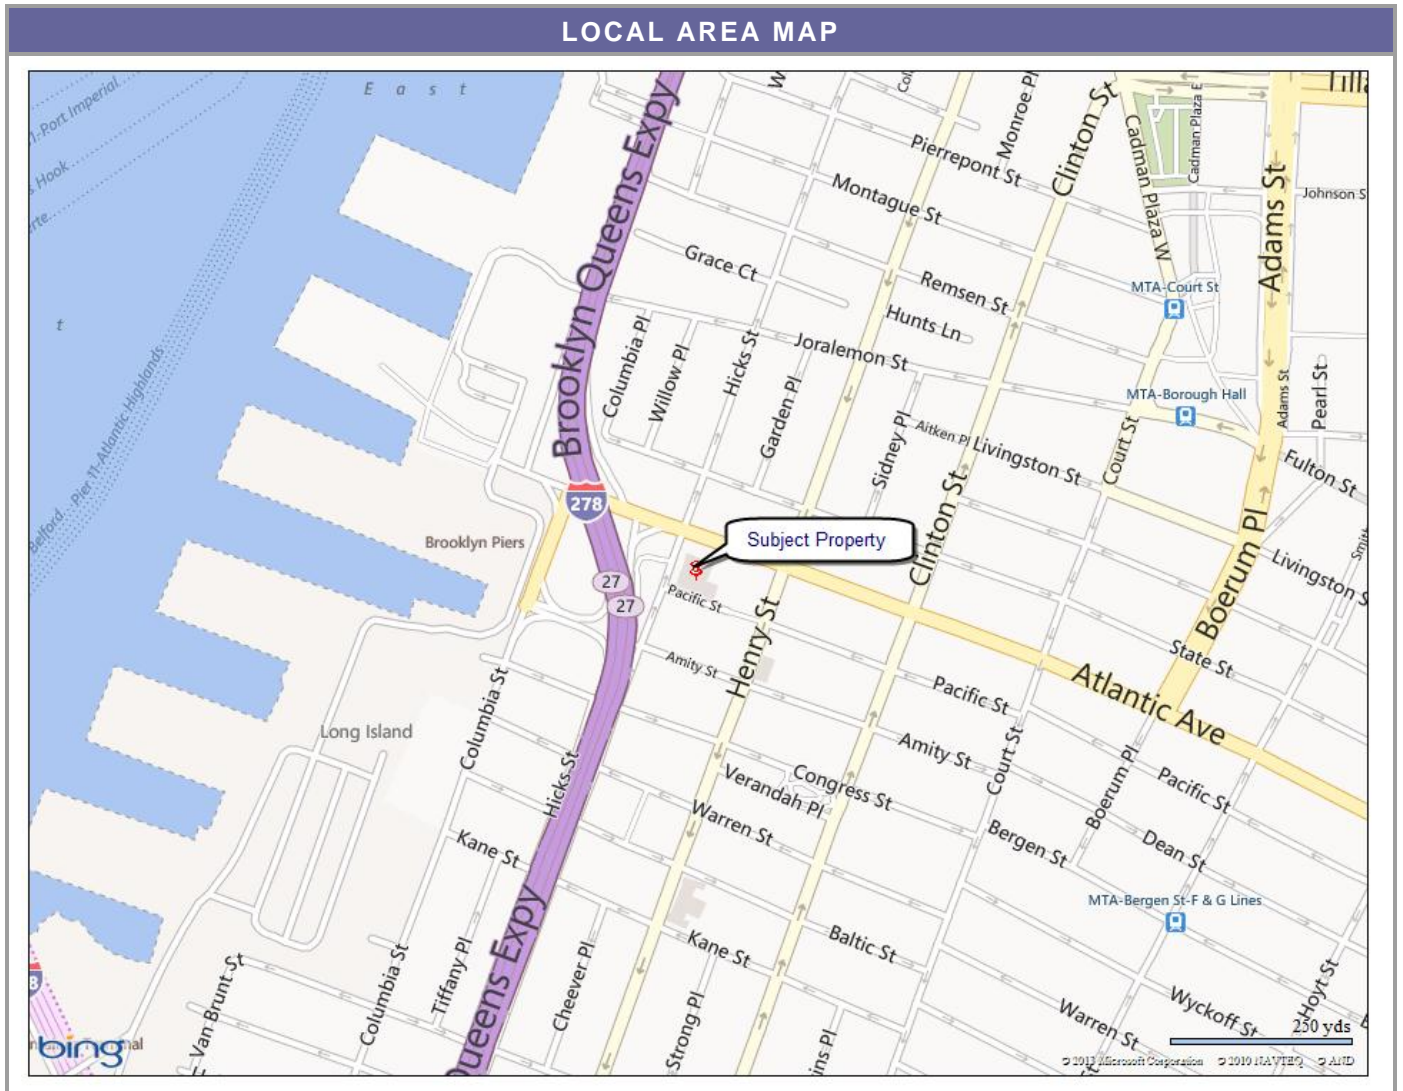 LOCAL AREA MAP
East
Port Imperial
Hook
Brooklyn Queens Expy
Monroe Pl
Clinton St
Cadman Plaza W
Cadman Plaza E
Adams St
Johnson S
Pierrepont St
Montague St
Grace Ct
Remsen St
Hunts Ln
MTA-Court St
t
Columbia Pl
Willow Pl
Hicks St
Joralemon St
Garden Pl
Sidney Pl
Aitken Pl
Livingston St
MTA-Borough Hall
Adams St
Pearl St
Court St
Fulton St
Belford - Pier 11-Atlantic Highlands
278
Clinton St
Boerum Pl
Brooklyn Piers
Subject Property
27
27
Pacific St
Livingston S
Smith
Henry St
Amity St
State St
Atlantic Ave
Pacific St
Columbia St
Long Island
Hicks St
Amity St
Court St
Boerum Pl
Pacific St
Verandah Pl
Congress St
Warren St
Bergen St
Dean St
Kane St
MTA-Bergen St-F & G Lines
Queens Expy
Kane St
Baltic St
Van Brunt St
Columbia St
Tiffany Pl
Cheever Pl
Strong Pl
Warren St
Wyckoff St
Hoyt St
250 yds
bing
© 2013 Microsoft Corporation © 2010 NAVTEQ © AND